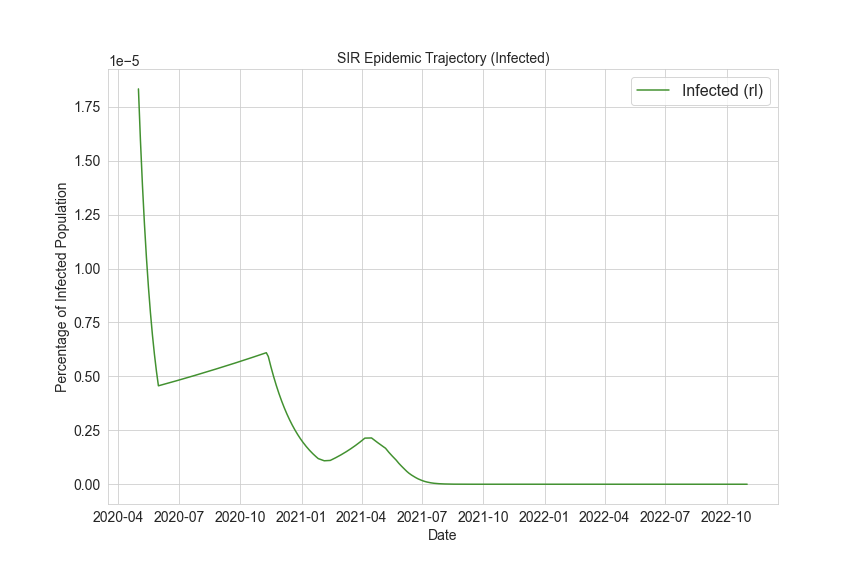 SIR Epidemic Trajectory (Infected)
1e−5
Infected (rI)
1.75
1.50
1.25
1.00
0.75
0.50
0.25
0.00
Percentage of Infected Population
2020-04 2020-07 2020-10 2021-01 2021-04 2021-07 2021-10 2022-01 2022-04 2022-07 2022-10
Date